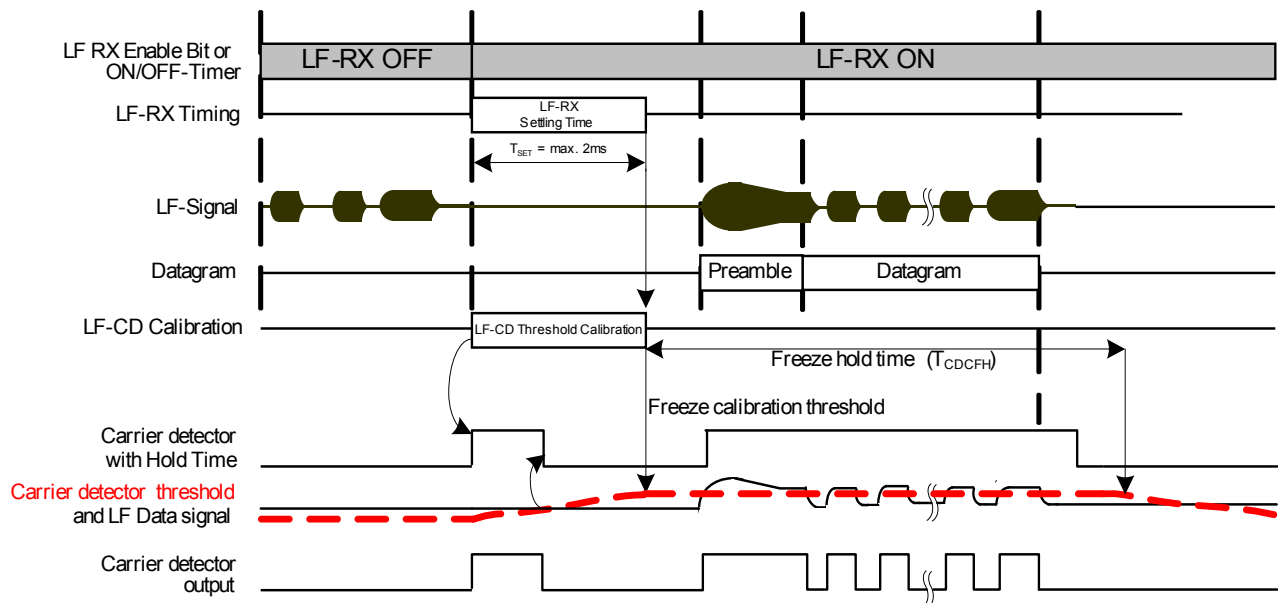 LF RX Enable Bit or
ON/OFF-Timer
LF-RX OFF
LF-RX ON
LF-RX Timing
LF-RX
Settling Time
TSET = max. 2ms
LF-Signal
Datagram
Preamble
Datagram
LF-CD Calibration
LF-CD Threshold Calibration
Freeze hold time (TCDCFH)
Freeze calibration threshold
Carrier detector
with Hold Time
Carrier detector threshold
and LF Data signal
Carrier detector
output